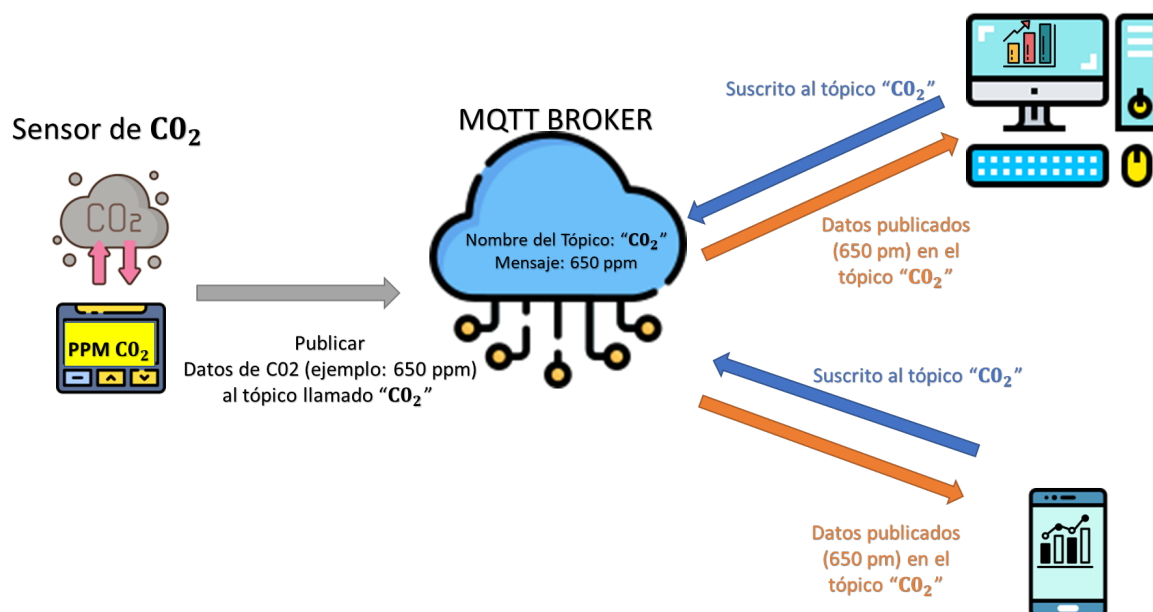 Sensor de CO₂
CO₂
PPM CO₂
Publicar
Datos de C02 (ejemplo: 650 ppm)
al tópico llamado “CO₂”
MQTT BROKER
Nombre del Tópico: “CO₂”
Mensaje: 650 ppm
Suscrito al tópico “CO₂”
Datos publicados
(650 pm) en el
tópico “CO₂”
Suscrito al tópico “CO₂”
Datos publicados
(650 pm) en el
tópico “CO₂”